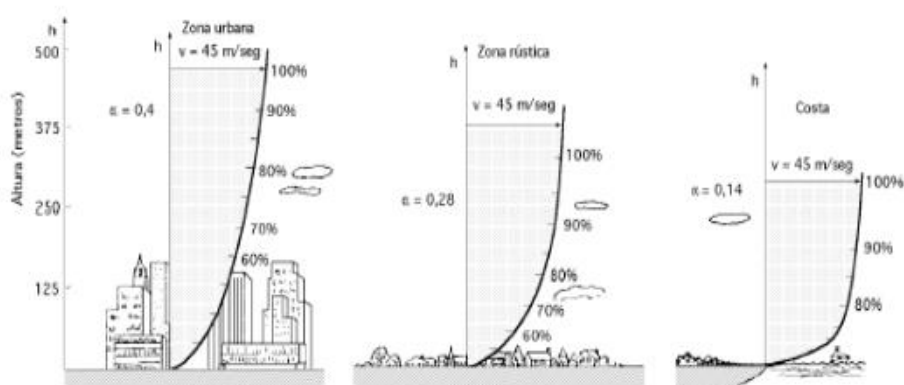 h
500
375
250
125
Altura (metros)
h
Zona urbana
v = 45 m/seg
α = 0,4
100%
90%
80%
70%
60%
h
Zona rústica
v = 45 m/seg
α = 0,28
100%
90%
80%
70%
60%
h
Costa
v = 45 m/seg
α = 0,14
100%
90%
80%